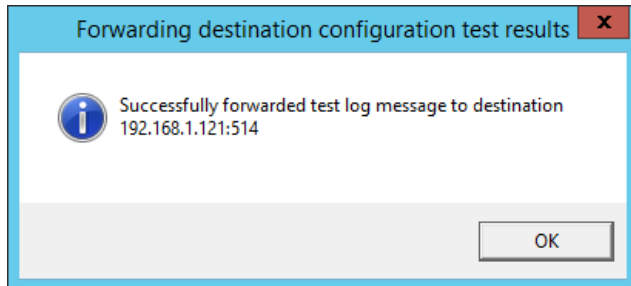 Forwarding destination configuration test results
x
Successfully forwarded test log message to destination
192.168.1.121:514
OK